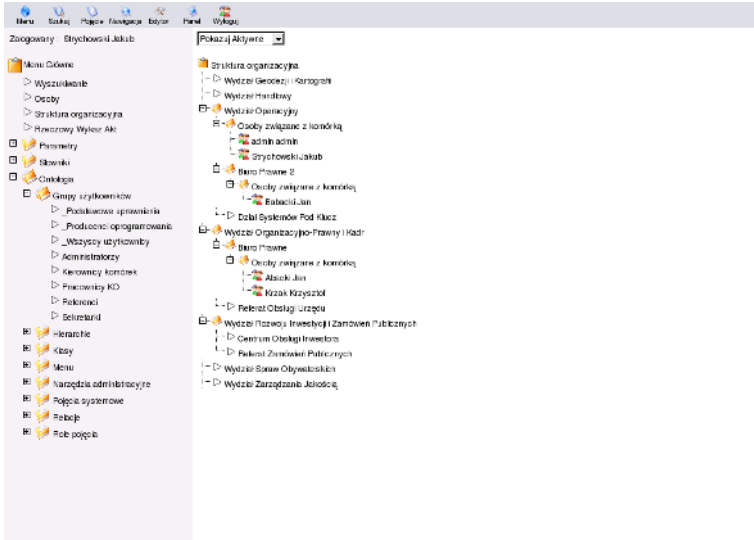 Menu Szukaj Pojęcie Nawigacja Edytor Panel Wyloguj
Zalogowany : Strychowski Jakub
Pokazuj Aktywne
Menu Główne
Wyszukiwanie
Osoby
Struktura organizacyjna
Rzeczowy Wykaz Akt
Parametry
Słowniki
Ontologia
Grupy użytkowników
_Podstawowe uprawnienia
_Producenci oprogramowania
_Wszyscy użytkownicy
Administratorzy
Kierownicy komórek
Pracownicy KO
Referenci
Sekretarki
Hierarchie
Klasy
Menu
Narzędzia administracyjne
Pojęcia systemowe
Relacje
Role pojęcia
Struktura organizacyjna
Wydział Geodezji i Kartografii
Wydział Handlowy
Wydział Operacyjny
Osoby związane z komórką
admin admin
Strychowski Jakub
Biuro Prawne 2
Osoby związane z komórką
Babacki Jan
Dział Systemów Pod Klucz
Wydział Organizacyjno-Prawny i Kadr
Biuro Prawne
Osoby związane z komórką
Abacki Jan
Krzak Krzysztof
Referat Obsługi Urzędu
Wydział Rozwoju Inwestycji i Zamówień Publicznych
Centrum Obsługi Inwestora
Referat Zamówień Publicznych
Wydział Spraw Obywatelskich
Wydział Zarządzania Jakością